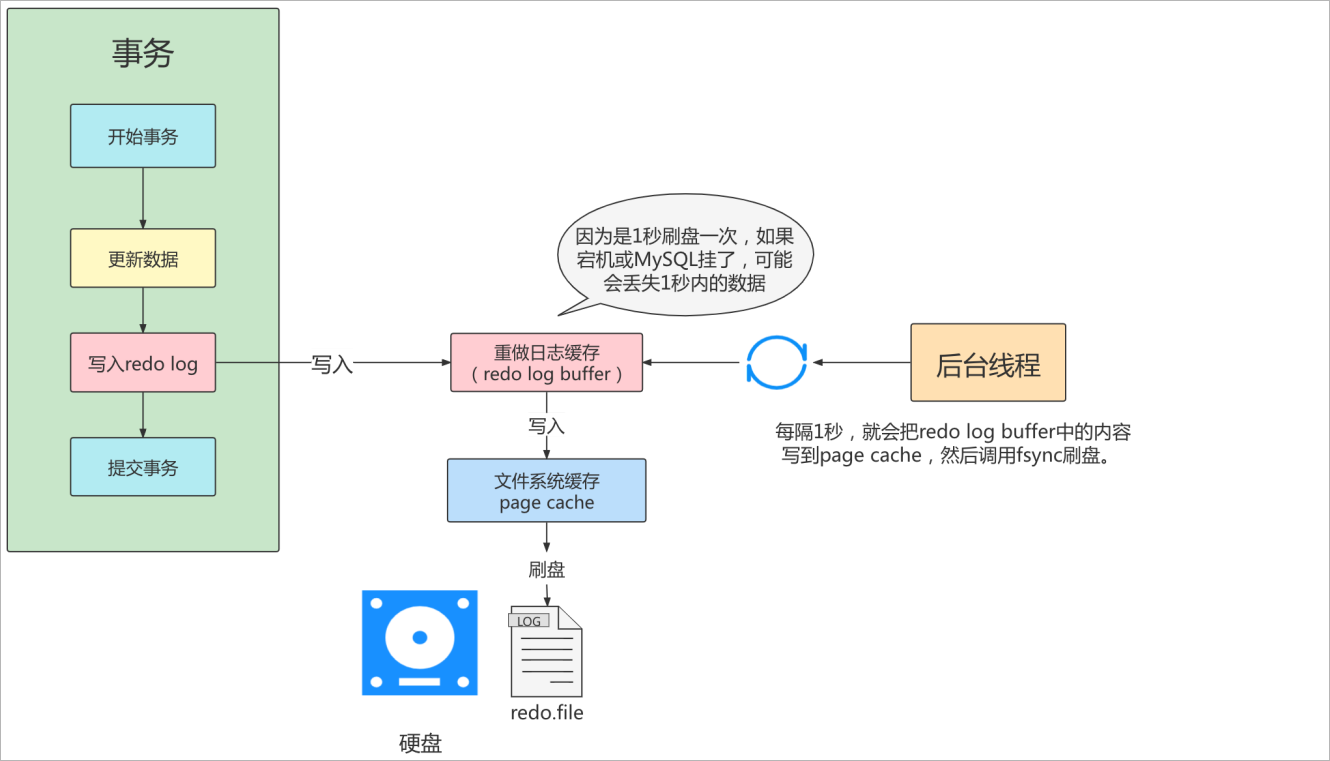 事务
开始事务
更新数据
写入redo log
提交事务
写入
因为是1秒刷盘一次，如果
宕机或MySQL挂了，可能
会丢失1秒内的数据
重做日志缓存
（redo log buffer）
写入
文件系统缓存
page cache
刷盘
LOG
redo.file
硬盘
后台线程
每隔1秒，就会把redo log buffer中的内容
写到page cache，然后调用fsync刷盘。